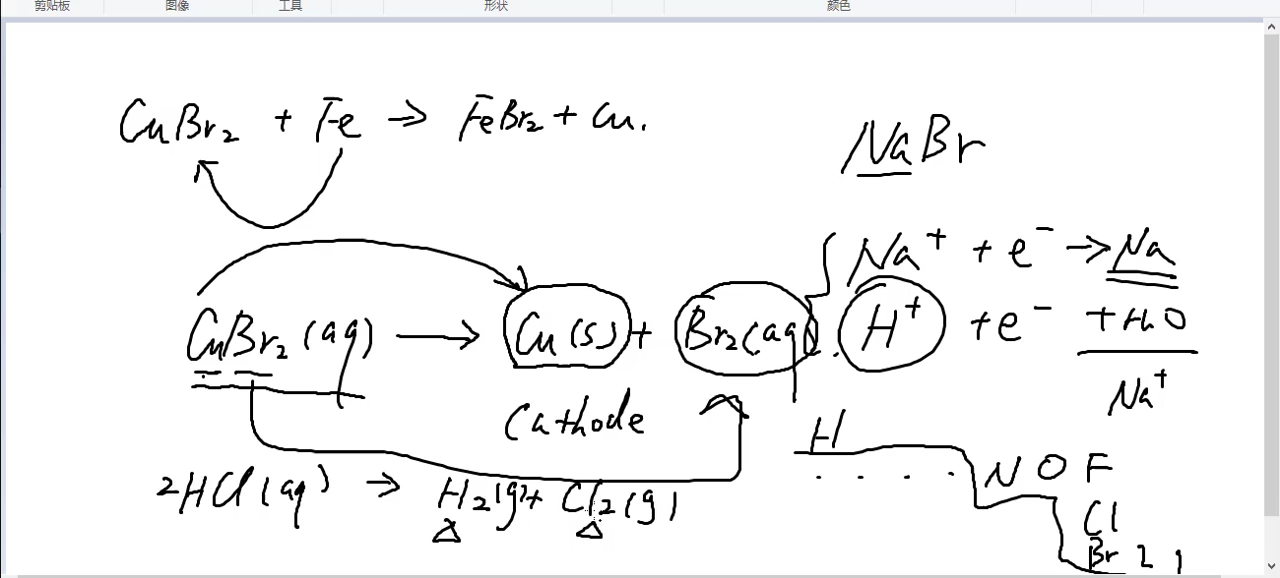 剪贴板 图像 工具 形状 颜色
CuBr₂ + Fe → FeBr₂ + Cu.
NaBr
Na⁺ + e⁻ → Na
CuBr₂(aq) → Cu(s) + Br₂(aq).
H⁺ + e⁻
+ H₂O
Na⁺
Cathode
H
N O F
2HCl(aq) → H₂(g) + Cl₂(g)
Cl
Br